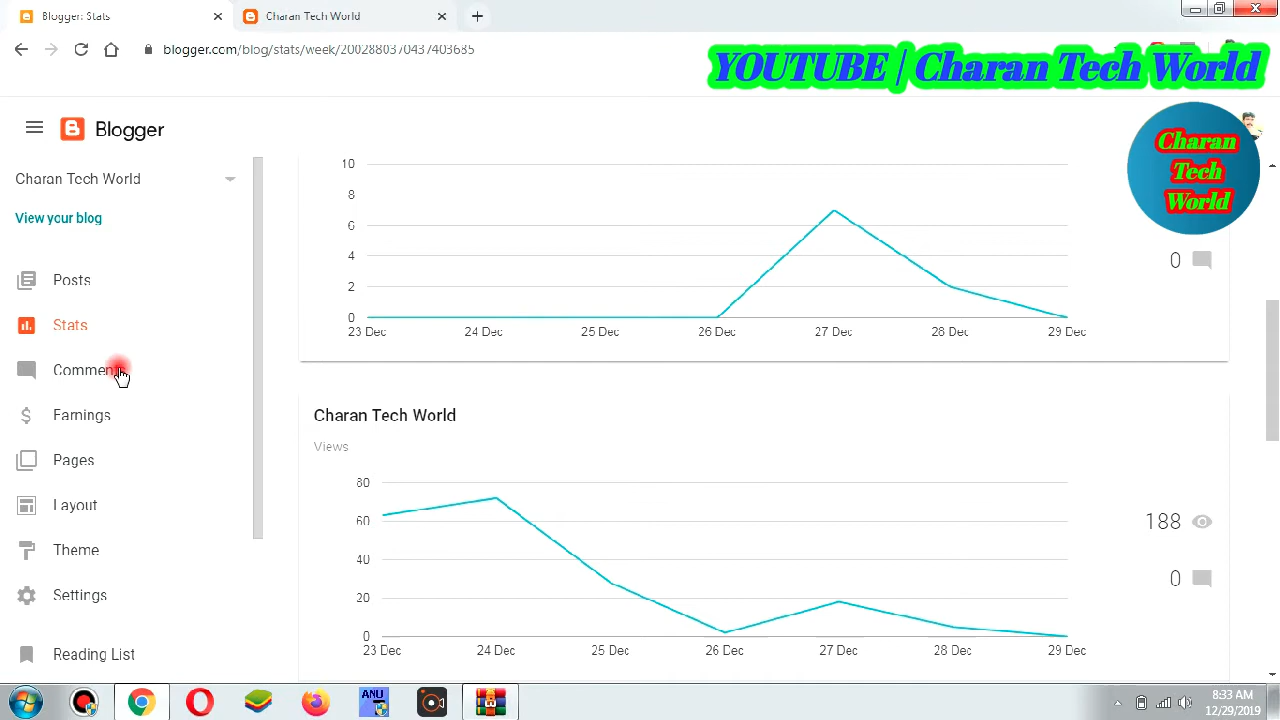 Blogger: Stats
Charan Tech World
blogger.com/blog/stats/week/2002880370437403685
YOUTUBE | Charan Tech World
Blogger
Charan
Tech
World
Charan Tech World
View your blog
Posts
Stats
Comment
Earnings
Pages
Layout
Theme
Settings
Reading List
10
8
6
4
2
0
23 Dec 24 Dec 25 Dec 26 Dec 27 Dec 28 Dec 29 Dec
0
Charan Tech World
Views
80
60
40
20
0
23 Dec 24 Dec 25 Dec 26 Dec 27 Dec 28 Dec 29 Dec
188
0
ANU
8:33 AM
12/29/2019